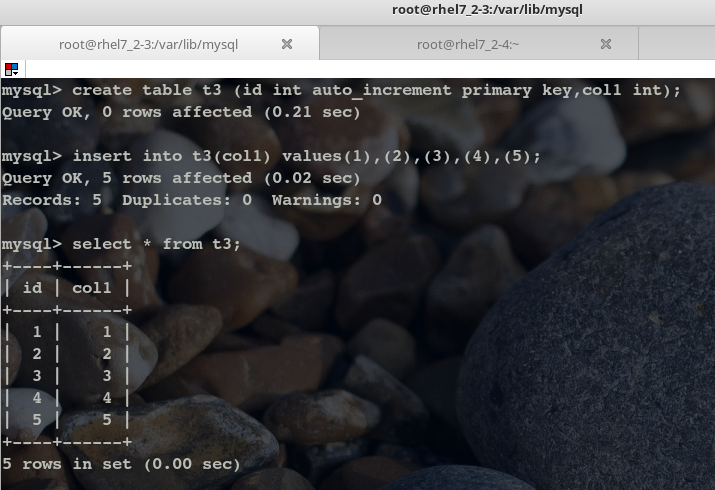 root@rhel7_2-3:/var/lib/mysql
root@rhel7_2-3:/var/lib/mysql root@rhel7_2-4:~
mysql> create table t3 (id int auto_increment primary key,col1 int);
Query OK, 0 rows affected (0.21 sec)
mysql> insert into t3(col1) values(1),(2),(3),(4),(5);
Query OK, 5 rows affected (0.02 sec)
Records: 5  Duplicates: 0  Warnings: 0
mysql> select * from t3;
+----+------+
| id | col1 |
+----+------+
|  1 |    1 |
|  2 |    2 |
|  3 |    3 |
|  4 |    4 |
|  5 |    5 |
+----+------+
5 rows in set (0.00 sec)